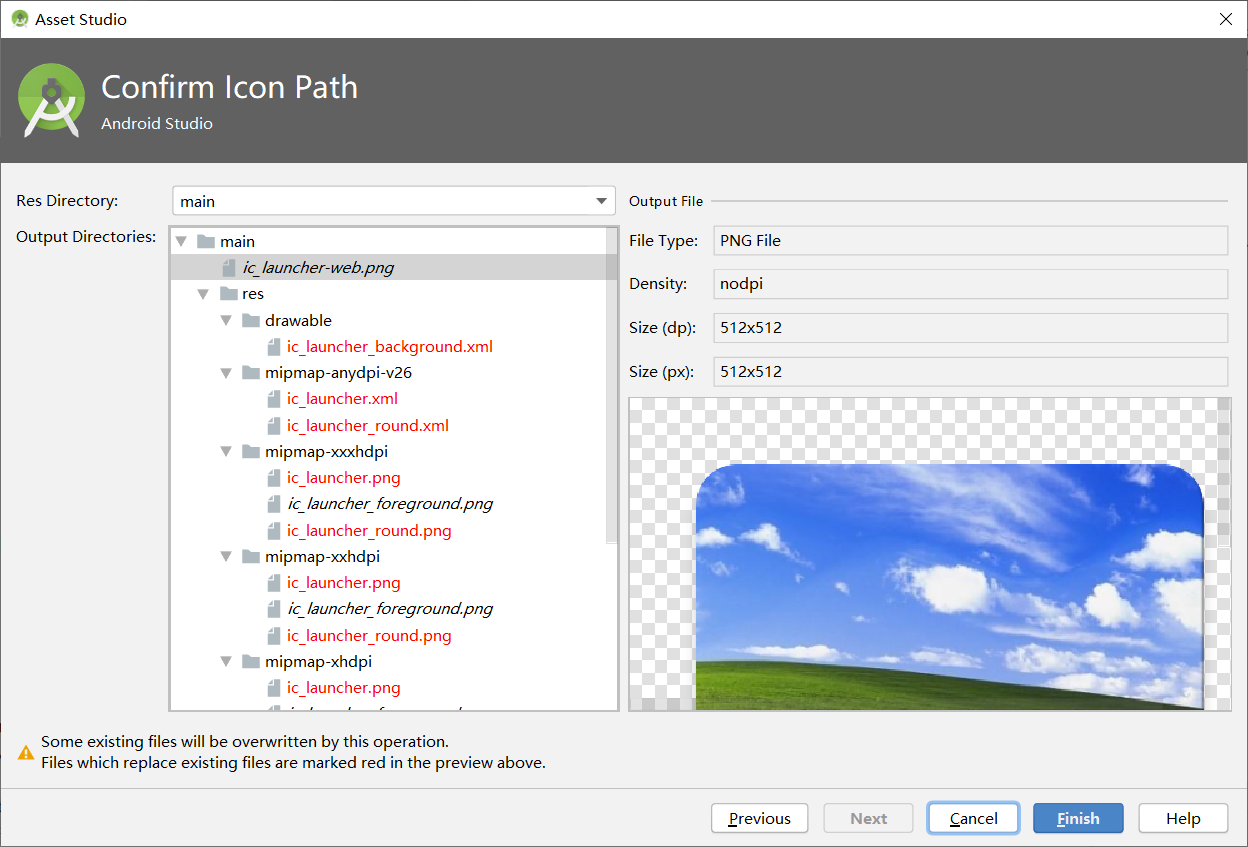 Asset Studio
Confirm Icon Path
Android Studio
Res Directory:
main
Output Directories:
main
ic_launcher-web.png
res
drawable
ic_launcher_background.xml
mipmap-anydpi-v26
ic_launcher.xml
ic_launcher_round.xml
mipmap-xxxhdpi
ic_launcher.png
ic_launcher_foreground.png
ic_launcher_round.png
mipmap-xxhdpi
ic_launcher.png
ic_launcher_foreground.png
ic_launcher_round.png
mipmap-xhdpi
ic_launcher.png
Output File
File Type:
PNG File
Density:
nodpi
Size (dp):
512x512
Size (px):
512x512
Some existing files will be overwritten by this operation.
Files which replace existing files are marked red in the preview above.
Previous
Next
Cancel
Finish
Help